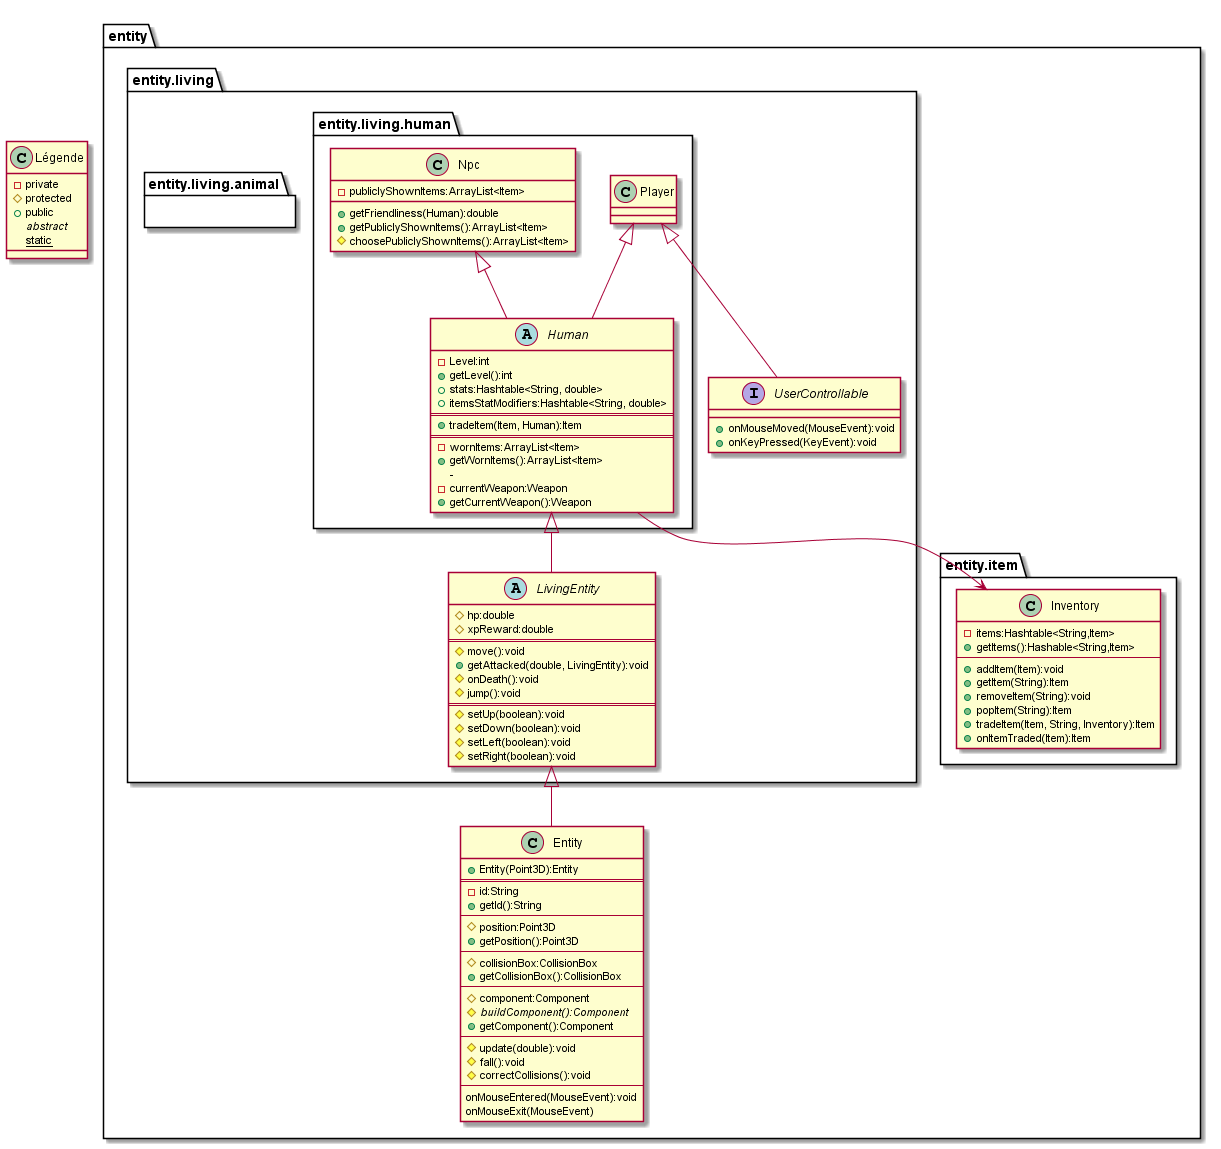 entity
entity.living
entity.living.human
entity.living.animal
C Légende
private
protected
public
abstract
static
C Npc
publiclyShownItems:ArrayList<Item>
getFriendliness(Human):double
getPubliclyShownItems():ArrayList<Item>
choosePubliclyShownItems():ArrayList<Item>
C Player
A Human
Level:int
getLevel():int
stats:Hashtable<String, double>
itemsStatModifiers:Hashtable<String, double>
tradeItem(Item, Human):Item
wornItems:ArrayList<Item>
getWornItems():ArrayList<Item>
-
currentWeapon:Weapon
getCurrentWeapon():Weapon
I UserControllable
onMouseMoved(MouseEvent):void
onKeyPressed(KeyEvent):void
entity.item
C Inventory
items:Hashtable<String,Item>
getItems():Hashable<String,Item>
addItem(Item):void
getItem(String):Item
removeItem(String):void
popItem(String):Item
tradeItem(Item, String, Inventory):Item
onItemTraded(Item):Item
A LivingEntity
hp:double
xpReward:double
move():void
getAttacked(double, LivingEntity):void
onDeath():void
jump():void
setUp(boolean):void
setDown(boolean):void
setLeft(boolean):void
setRight(boolean):void
C Entity
Entity(Point3D):Entity
id:String
getId():String
position:Point3D
getPosition():Point3D
collisionBox:CollisionBox
getCollisionBox():CollisionBox
component:Component
buildComponent():Component
getComponent():Component
update(double):void
fall():void
correctCollisions():void
onMouseEntered(MouseEvent):void
onMouseExit(MouseEvent)